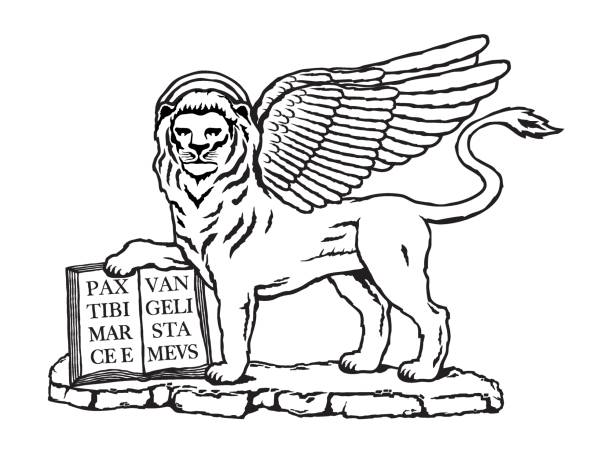 PAX
TIBI
MAR
CE E
VAN
GELI
STA
MEVS